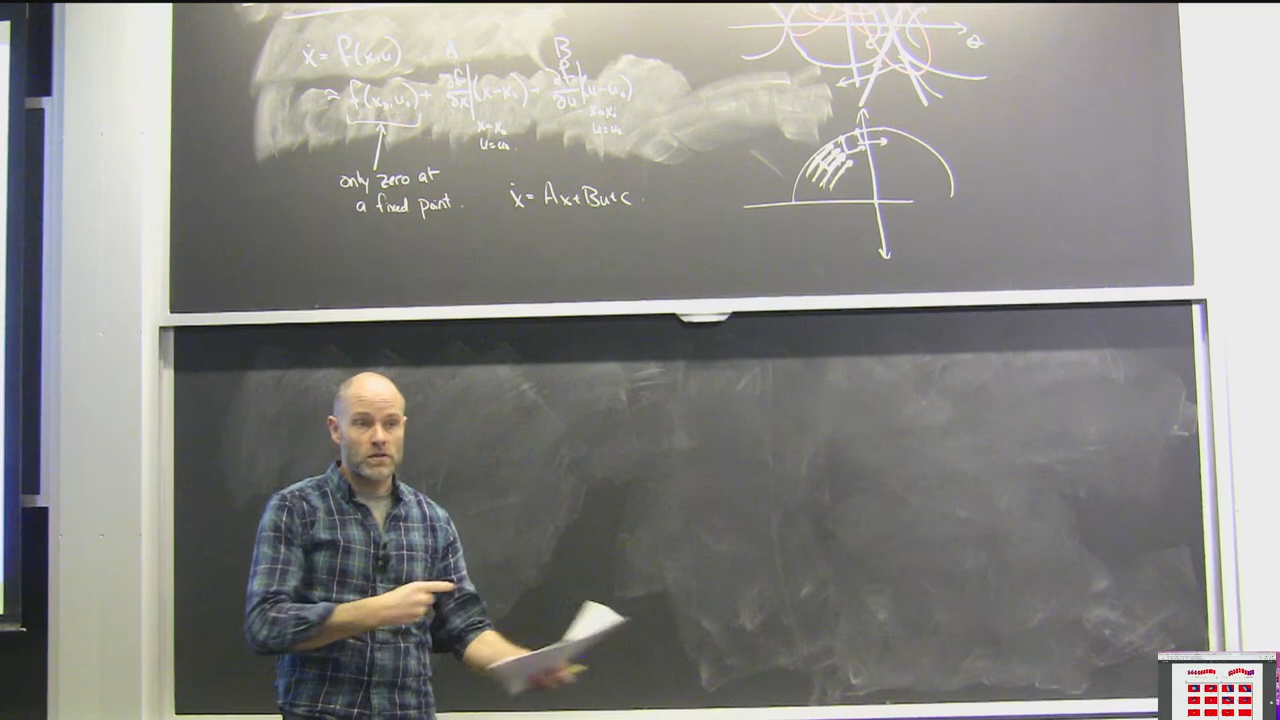 ẋ = f(x,u)
A B
≈ f(x₀,u₀) + ∂f/∂x | (x-x₀) + ∂f/∂u | (u-u₀)
x=x₀ x=x₀
u=u₀. u=u₀
only zero at
a fixed point.
ẋ = Ax+Bu+c.